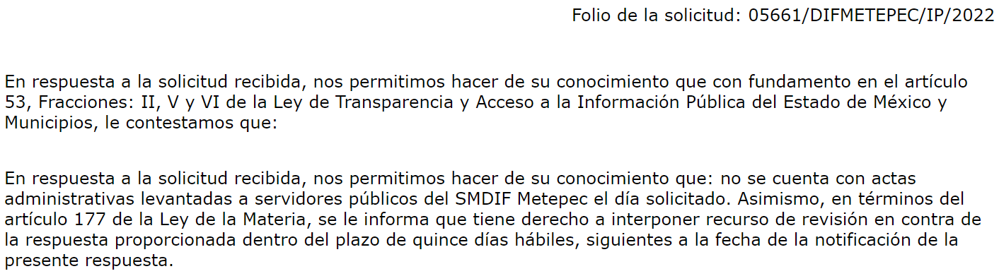 Folio de la solicitud: 05661/DIFMETEPEC/IP/2022
En respuesta a la solicitud recibida, nos permitimos hacer de su conocimiento que con fundamento en el artículo
53, Fracciones: II, V y VI de la Ley de Transparencia y Acceso a la Información Pública del Estado de México y
Municipios, le contestamos que:
En respuesta a la solicitud recibida, nos permitimos hacer de su conocimiento que: no se cuenta con actas
administrativas levantadas a servidores públicos del SMDIF Metepec el día solicitado. Asimismo, en términos del
artículo 177 de la Ley de la Materia, se le informa que tiene derecho a interponer recurso de revisión en contra de
la respuesta proporcionada dentro del plazo de quince días hábiles, siguientes a la fecha de la notificación de la
presente respuesta.